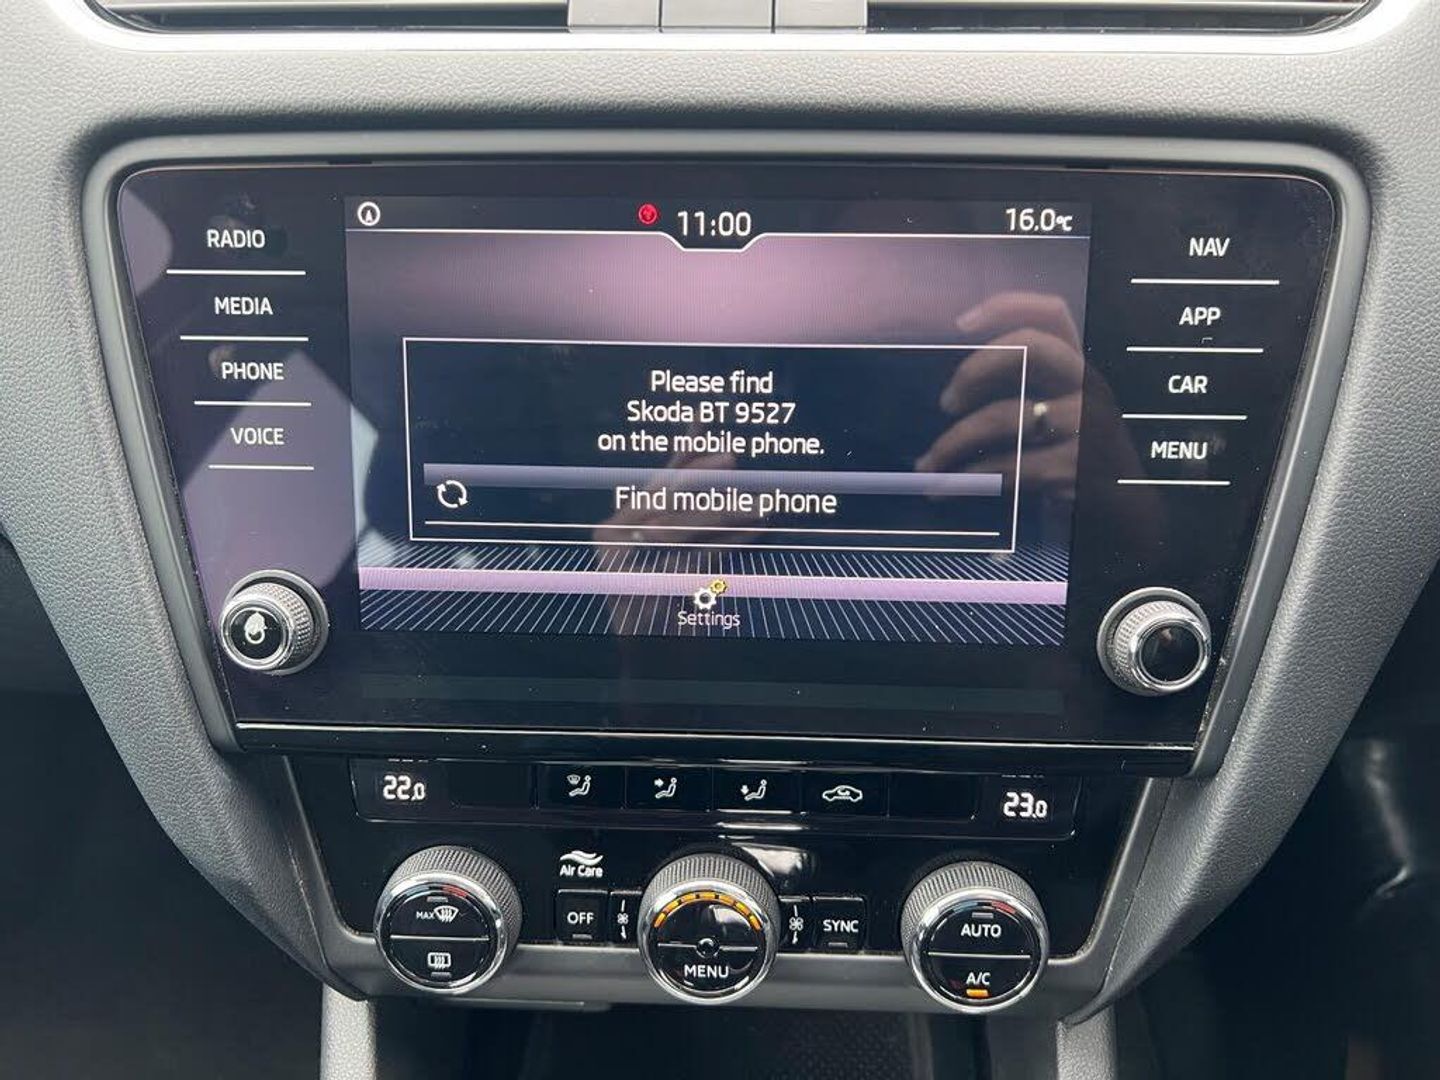 11:00
16.0°C
RADIO
MEDIA
PHONE
VOICE
NAV
APP
CAR
MENU
Please find
Skoda BT 9527
on the mobile phone.
Find mobile phone
Settings
22.0
23.0
Air Care
MAX
OFF
MENU
SYNC
AUTO
A/C